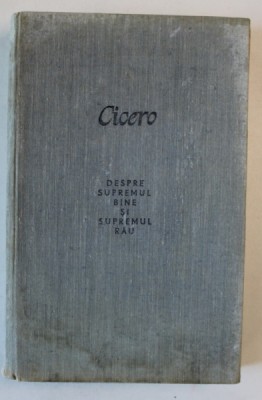 Cicero
DESPRE
SUPREMUL
BINE
ȘI
SUPREMUL
RĂU